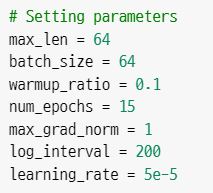 # Setting parameters
max_len = 64
batch_size = 64
warmup_ratio = 0.1
num_epochs = 15
max_grad_norm = 1
log_interval = 200
learning_rate = 5e-5